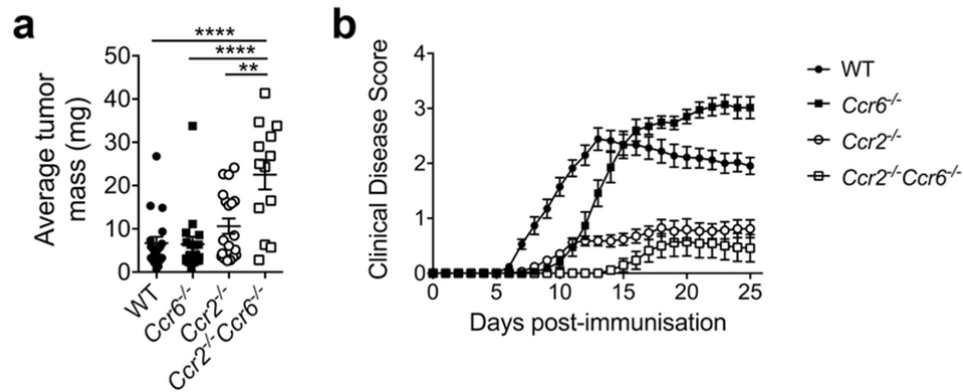 a
****
****
**
50
40
30
20
10
0
Average tumor
mass (mg)
WT
Ccr6-/-
Ccr2-/-
Ccr2-/-Ccr6-/-
b
4
3
2
1
0
Clinical Disease Score
0 5 10 15 20 25
Days post-immunisation
WT
Ccr6-/-
Ccr2-/-
Ccr2-/-Ccr6-/-